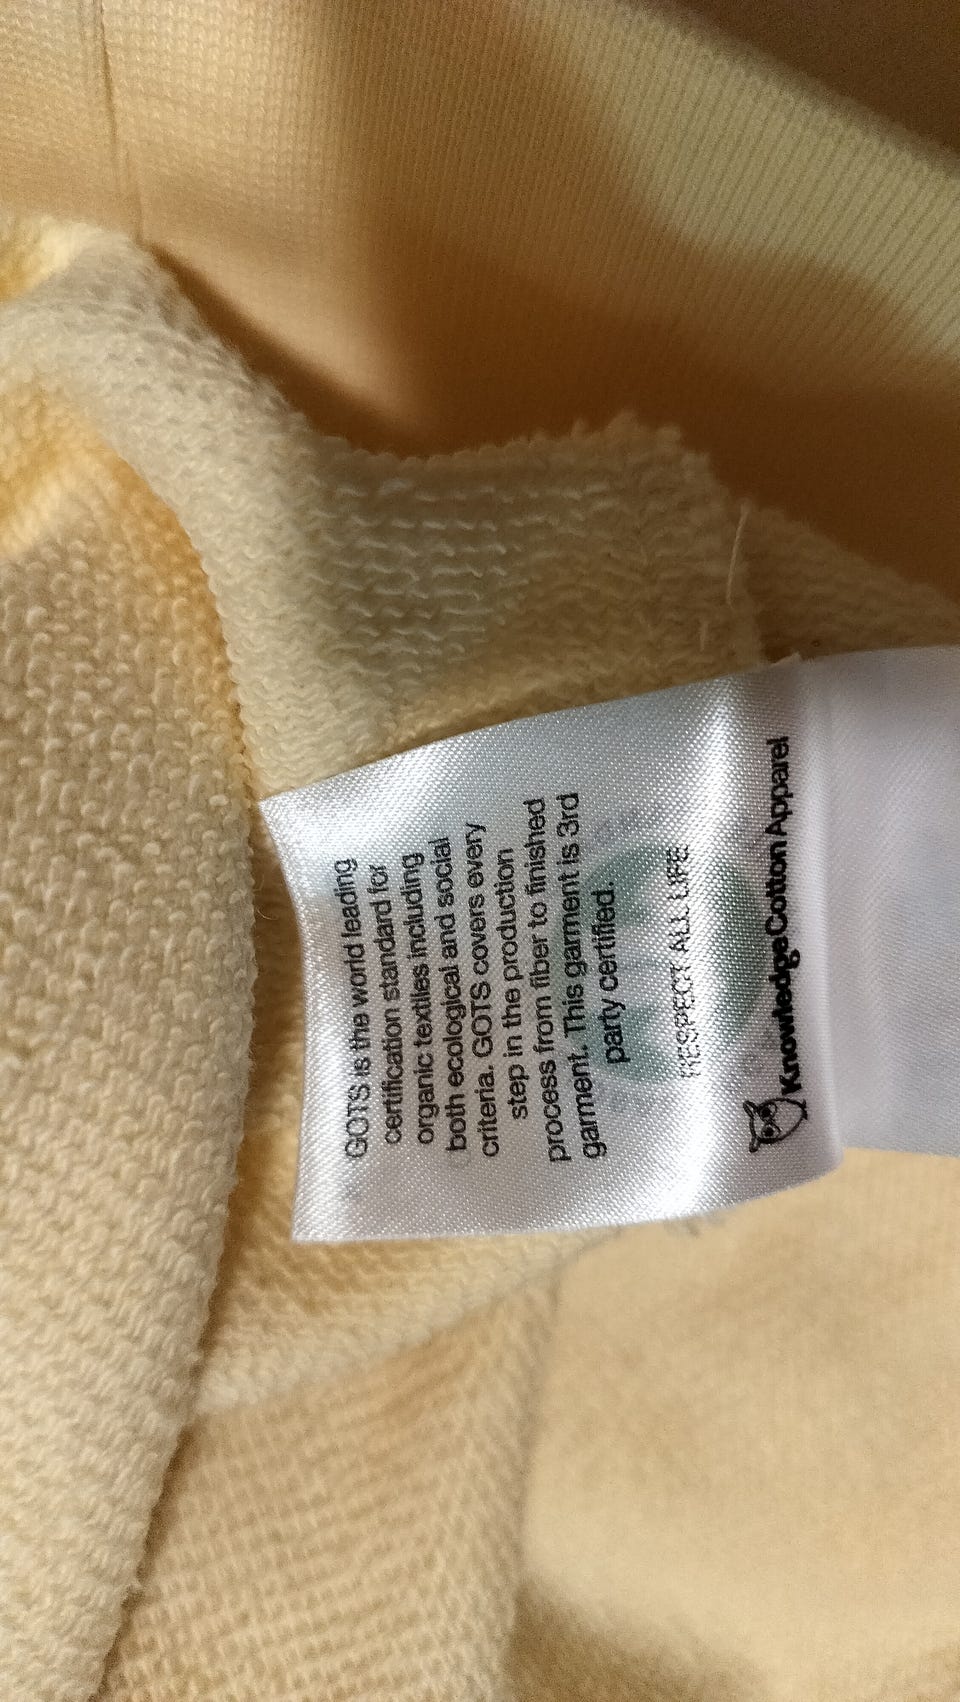 GOTS is the world leading
certification standard for
organic textiles including
both ecological and social
criteria. GOTS covers every
step in the production
process from fiber to finished
garment. This garment is 3rd
party certified.
RESPECT ALL LIFE
KnowledgeCotton Apparel